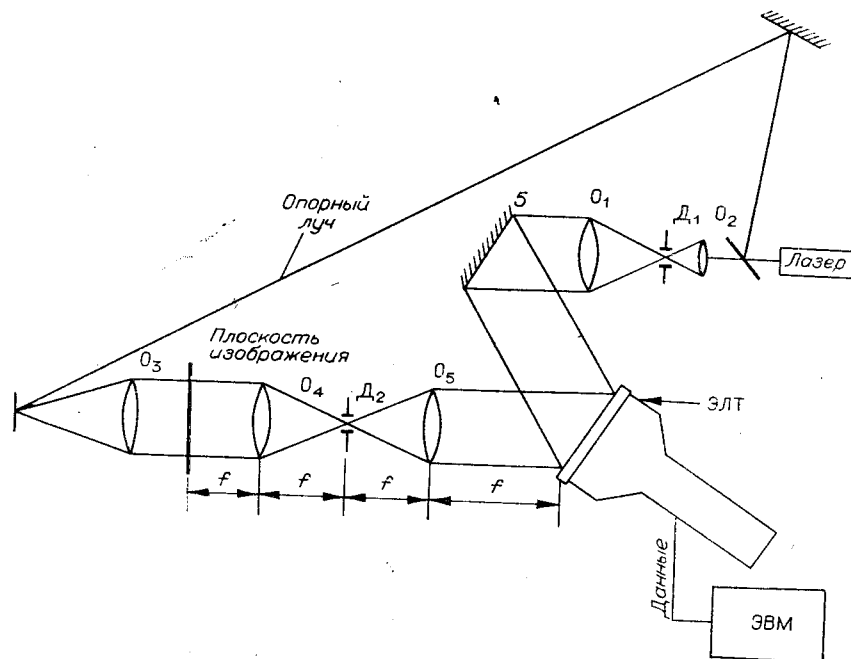 Опорный
луч
5
O₁
Д₁
O₂
Лазер
Плоскость
изображения
O₃
O₄
Д₂
O₅
ЭЛТ
f
f
f
f
Данные
ЭВМ